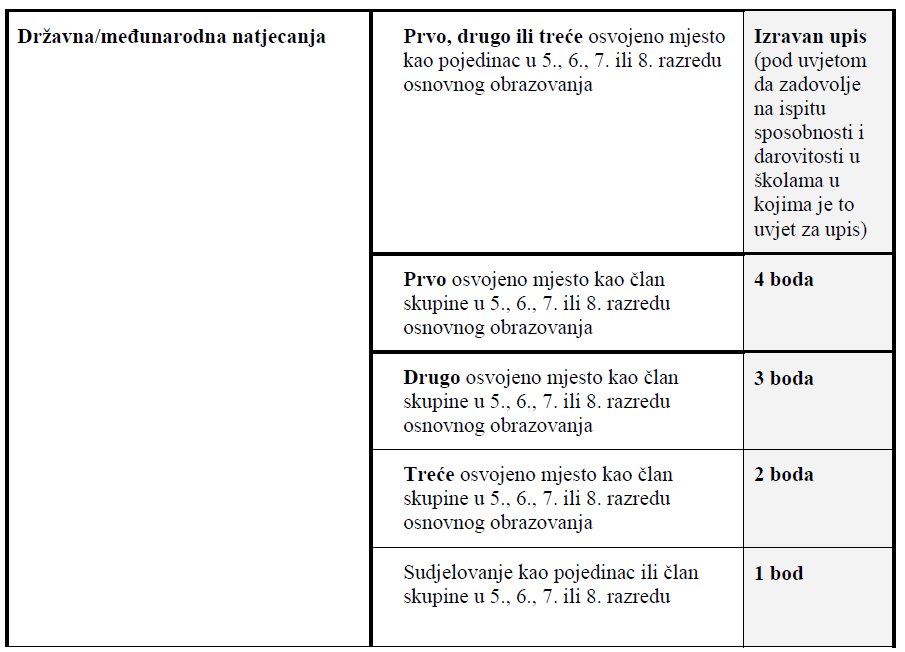 Državna/međunarodna natjecanja
Prvo, drugo ili treće osvojeno mjesto
kao pojedinac u 5., 6., 7. ili 8. razredu
osnovnog obrazovanja
Izravan upis
(pod uvjetom
da zadovolje
na ispitu
sposobnosti i
darovitosti u
školama u
kojima je to
uvjet za upis)
Prvo osvojeno mjesto kao član
skupine u 5., 6., 7. ili 8. razredu
osnovnog obrazovanja
4 boda
Drugo osvojeno mjesto kao član
skupine u 5., 6., 7. ili 8. razredu
osnovnog obrazovanja
3 boda
Treće osvojeno mjesto kao član
skupine u 5., 6., 7. ili 8. razredu
osnovnog obrazovanja
2 boda
Sudjelovanje kao pojedinac ili član
skupine u 5., 6., 7. ili 8. razredu
1 bod